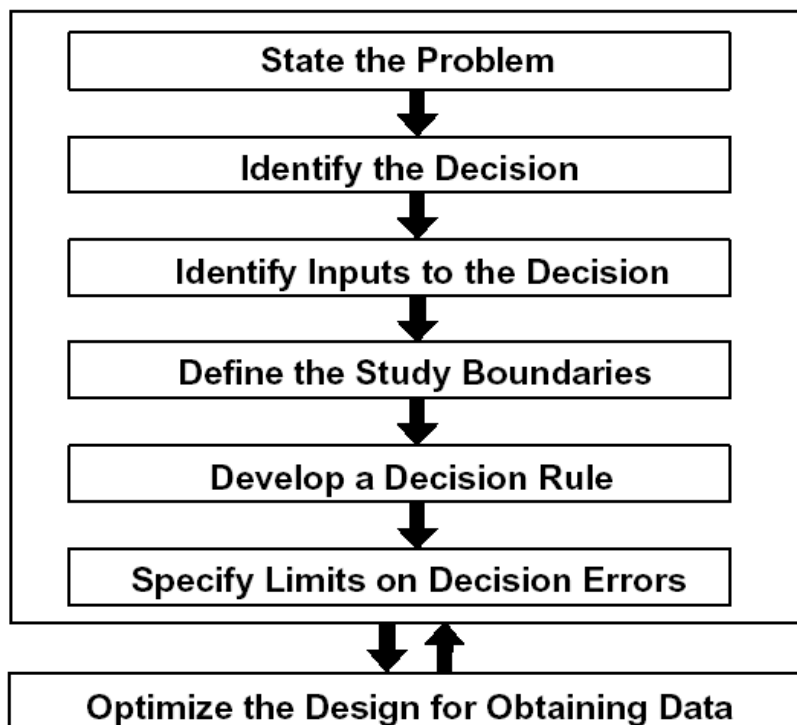 State the Problem
Identify the Decision
Identify Inputs to the Decision
Define the Study Boundaries
Develop a Decision Rule
Specify Limits on Decision Errors
Optimize the Design for Obtaining Data